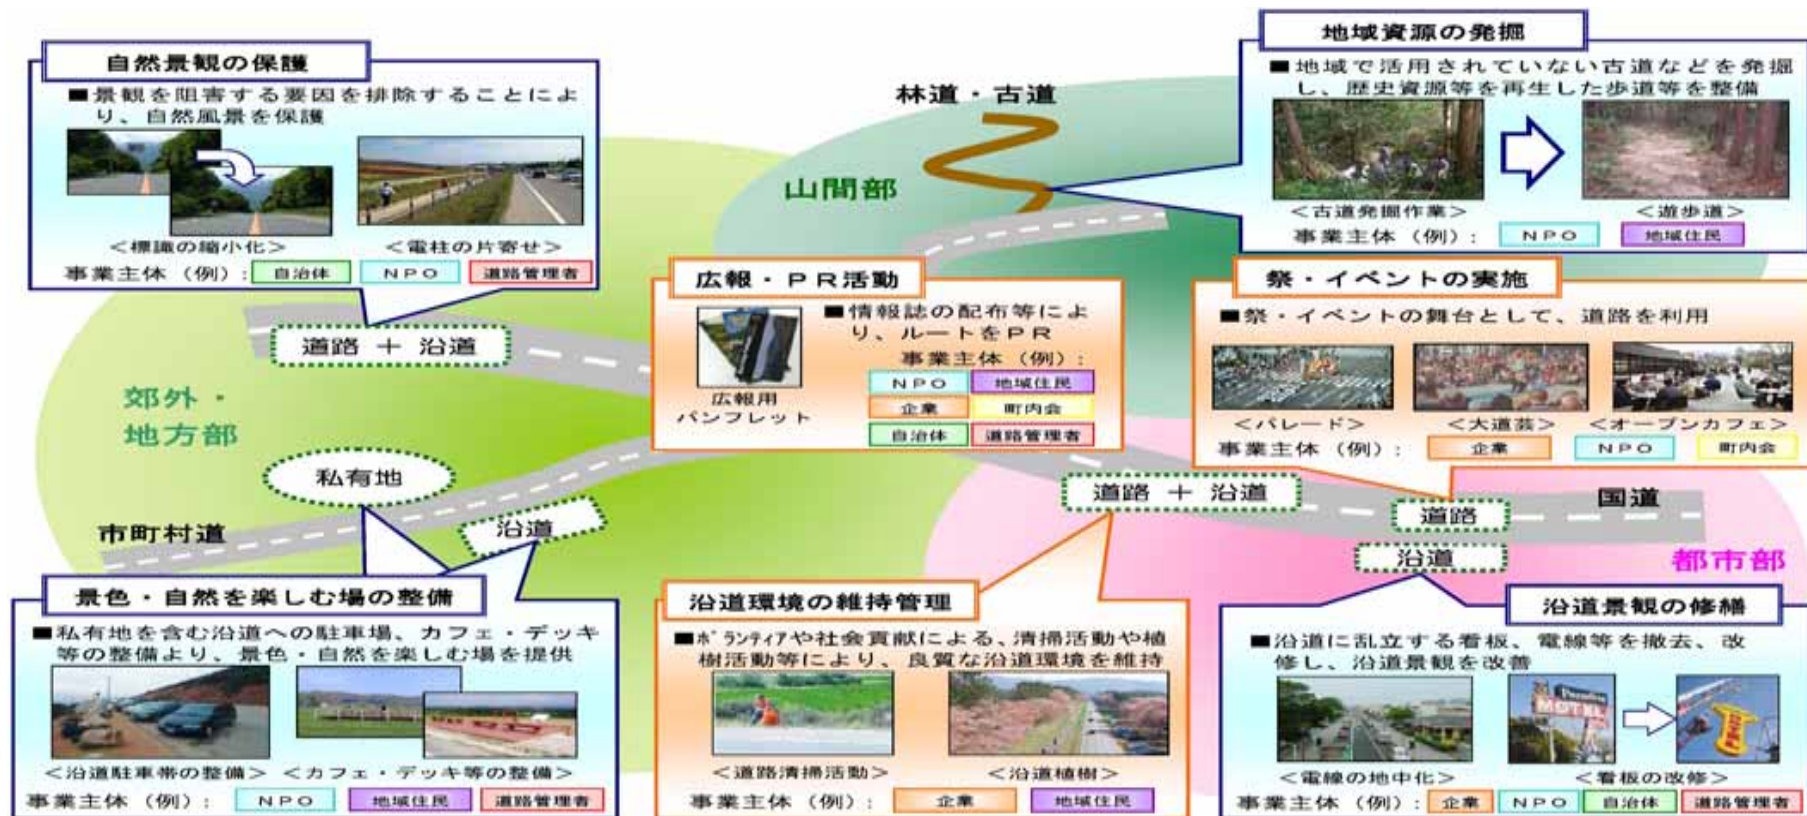 自然景観の保護
■景観を阻害する要因を排除することによ
り、自然風景を保護
＜標識の縮小化＞
＜電柱の片寄せ＞
事業主体（例）：
自治体
ＮＰＯ
道路管理者
地域資源の発掘
■地域で活用されていない古道などを発掘
し、歴史資源等を再生した歩道等を整備
＜古道発掘作業＞
＜遊歩道＞
事業主体（例）：
ＮＰＯ
地域住民
林道・古道
山間部
広報・ＰＲ活動
■情報誌の配布等によ
り、ルートをＰＲ
広報用
パンフレット
事業主体（例）：
ＮＰＯ
地域住民
企業
町内会
自治体
道路管理者
祭・イベントの実施
■祭・イベントの舞台として、道路を利用
＜パレード＞
＜大道芸＞
＜オープンカフェ＞
事業主体（例）：
企業
ＮＰＯ
町内会
道路 ＋ 沿道
郊外・
地方部
私有地
市町村道
沿道
道路 ＋ 沿道
道路
国道
沿道
都市部
景色・自然を楽しむ場の整備
■私有地を含む沿道への駐車場、カフェ・デッキ
等の整備より、景色・自然を楽しむ場を提供
＜沿道駐車帯の整備＞
＜カフェ・デッキ等の整備＞
事業主体（例）：
ＮＰＯ
地域住民
道路管理者
沿道環境の維持管理
■ﾎﾞﾗﾝﾃｨｱや社会貢献による、清掃活動や植
樹活動等により、良質な沿道環境を維持
＜道路清掃活動＞
＜沿道植樹＞
事業主体（例）：
企業
地域住民
沿道景観の修繕
■沿道に乱立する看板、電線等を撤去、改
修し、沿道景観を改善
MOTEL
＜電線の地中化＞
＜看板の改修＞
事業主体（例）：
企業
ＮＰＯ
自治体
道路管理者